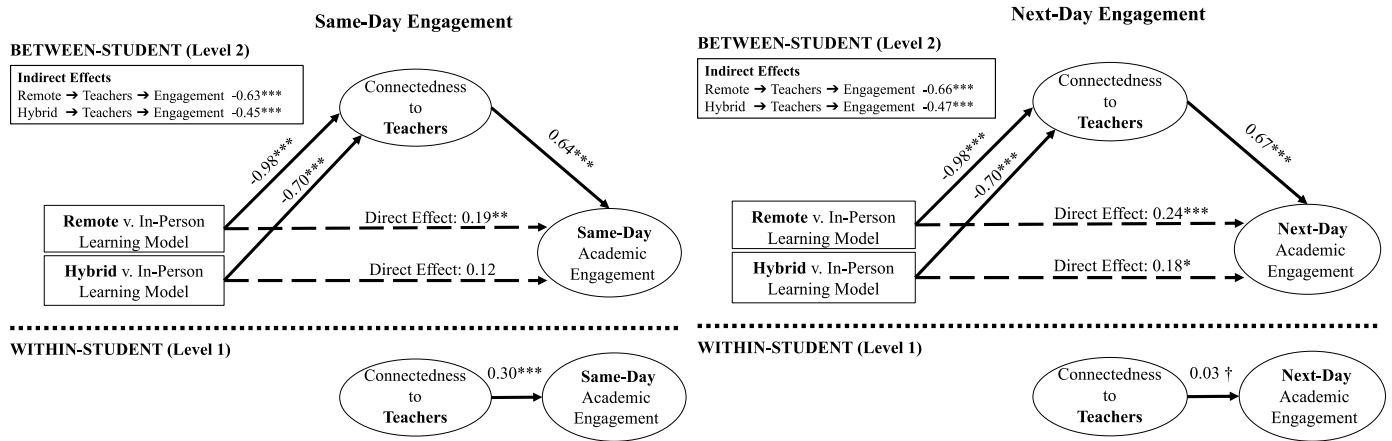 Same-Day Engagement
BETWEEN-STUDENT (Level 2)
Indirect Effects
Remote ➔ Teachers ➔ Engagement -0.63***
Hybrid ➔ Teachers ➔ Engagement -0.45***
Connectedness
to
Teachers
-0.98***
-0.70***
0.64***
Remote v. In-Person
Learning Model
Direct Effect: 0.19**
Hybrid v. In-Person
Learning Model
Direct Effect: 0.12
Same-Day
Academic
Engagement
WITHIN-STUDENT (Level 1)
Connectedness
to
Teachers
0.30***
Same-Day
Academic
Engagement
Next-Day Engagement
BETWEEN-STUDENT (Level 2)
Indirect Effects
Remote ➔ Teachers ➔ Engagement -0.66***
Hybrid ➔ Teachers ➔ Engagement -0.47***
Connectedness
to
Teachers
-0.98***
-0.70***
0.67***
Remote v. In-Person
Learning Model
Direct Effect: 0.24***
Hybrid v. In-Person
Learning Model
Direct Effect: 0.18*
Next-Day
Academic
Engagement
WITHIN-STUDENT (Level 1)
Connectedness
to
Teachers
0.03 †
Next-Day
Academic
Engagement